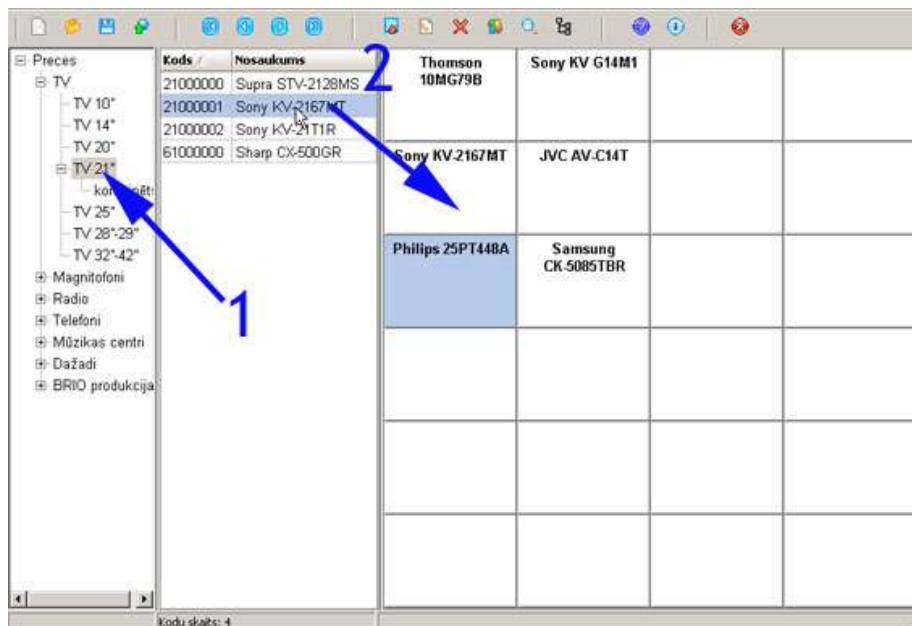 Preces
TV
TV 10"
TV 14"
TV 20"
TV 21"
TV 25"
TV 28"-29"
TV 32"-42"
Magnitofoni
Radio
Telefoni
Mūzikas centri
Dažadi
BRIO produkcija
Kods / Nosaukums
21000000 Supra STV-2128MS
21000001 Sony KV-2167MT
21000002 Sony KV-21T1R
61000000 Sharp CX-500GR
Thomson
10MG79B
Sony KV G14M1
Sony KV-2167MT
JVC AV-C14T
Philips 25PT448A
Samsung
CK-5085TBR
1
2
Kodu skaits: 4